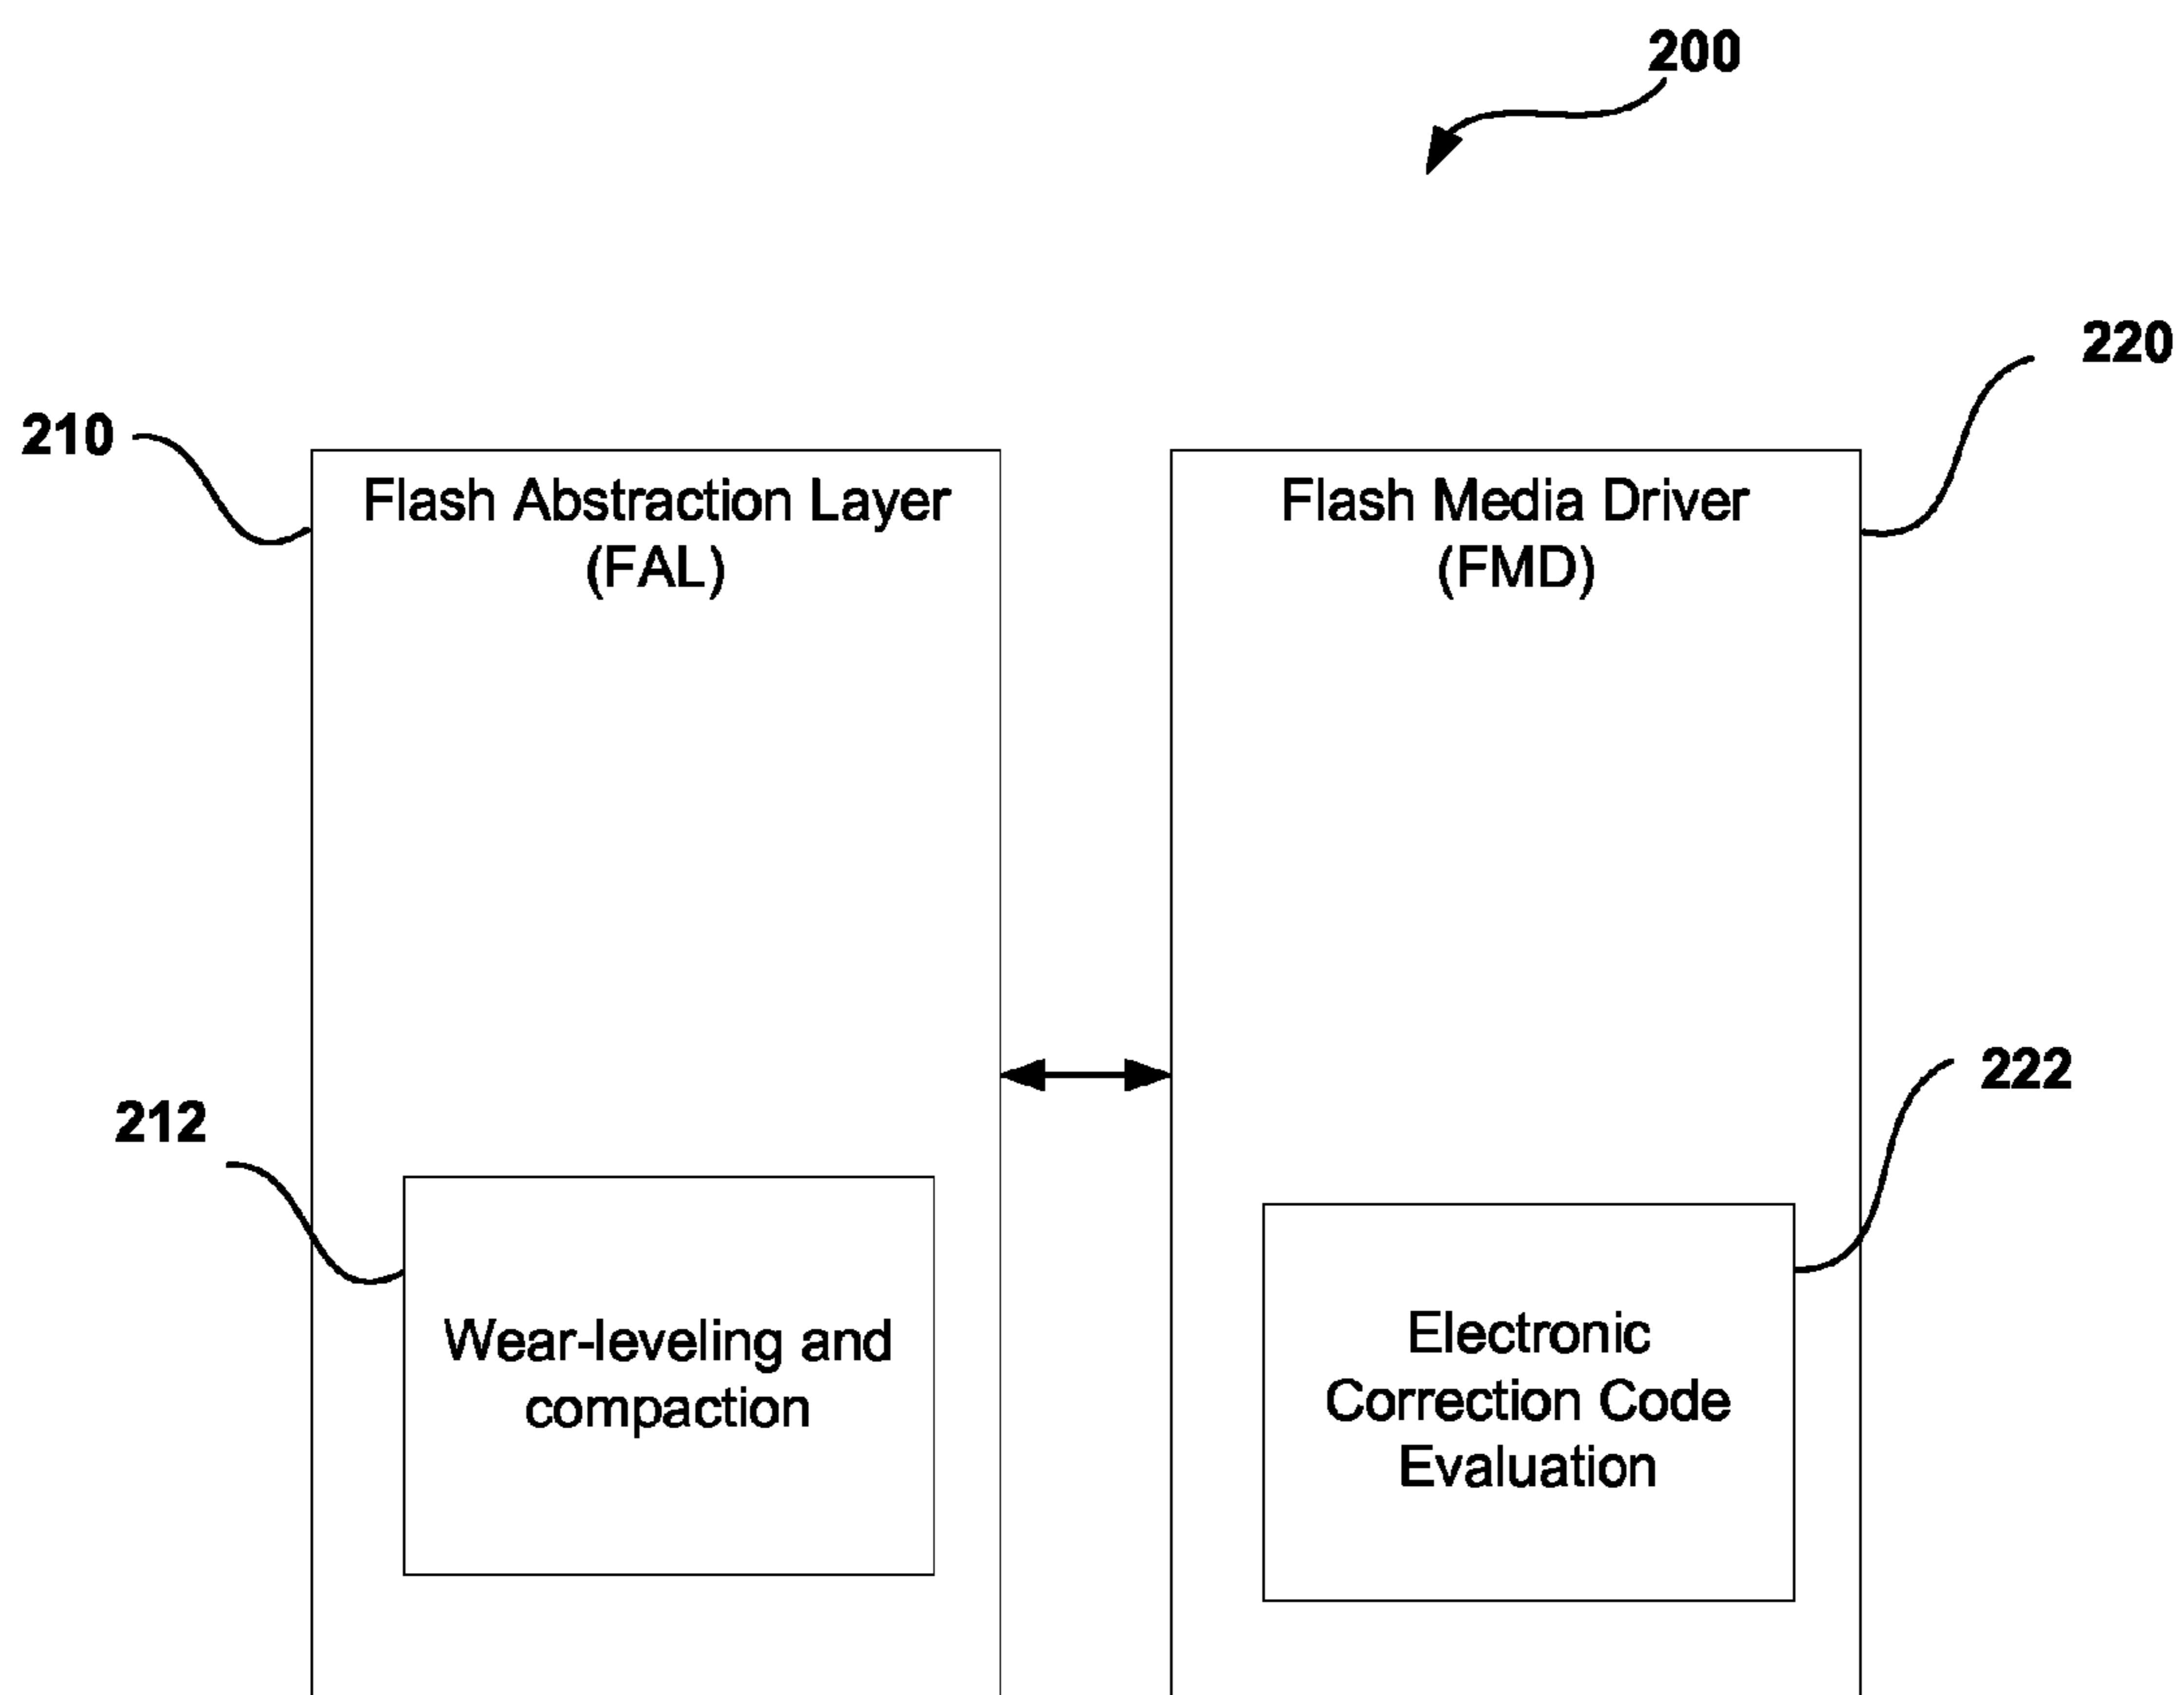 200
220
210
Flash Abstraction Layer
(FAL)
Flash Media Driver
(FMD)
222
212
Wear-leveling and
compaction
Electronic
Correction Code
Evaluation